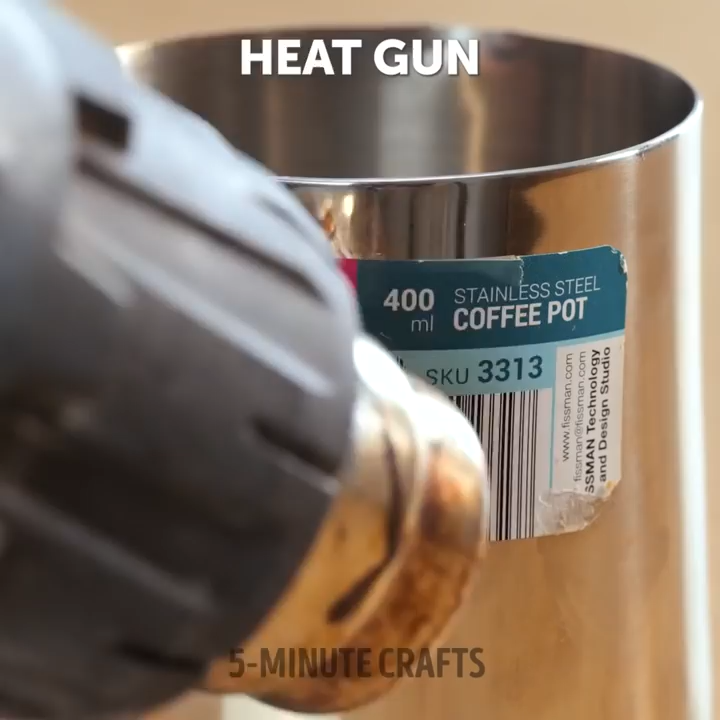 HEAT GUN
400
ml
STAINLESS STEEL
COFFEE POT
SKU 3313
www.fissman.com
fissman@fissman.com
SSMAN Technology
and Design Studio
5-MINUTE CRAFTS